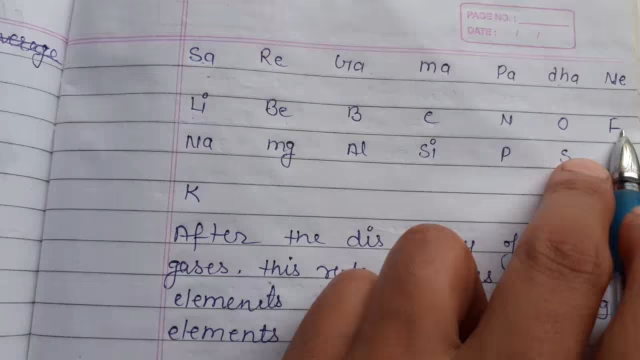 verage
PAGE NO.:
DATE: / /
Sa Re Ga ma Pa dha Ne
Li Be B C N O F
Na mg Al Si P S
K
After the dis of
gases. this
elements
elements